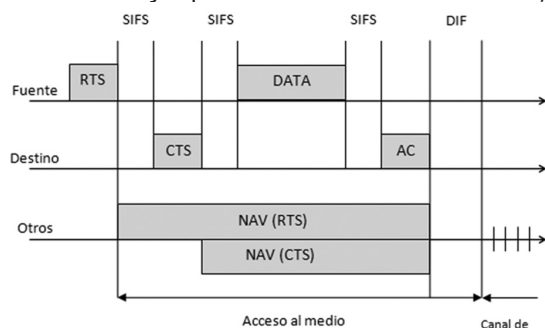 SIFS SIFS SIFS DIF
RTS DATA
Fuente
CTS AC
Destino
NAV (RTS)
Otros
NAV (CTS)
Acceso al medio
Canal de